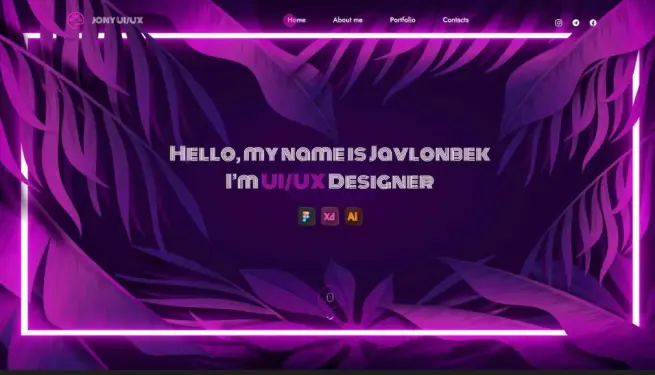 JONY UI/UX
Home About me Portfolio Contacts
Hello, my name is Javlonbek
I'm UI/UX Designer
Xd Ai